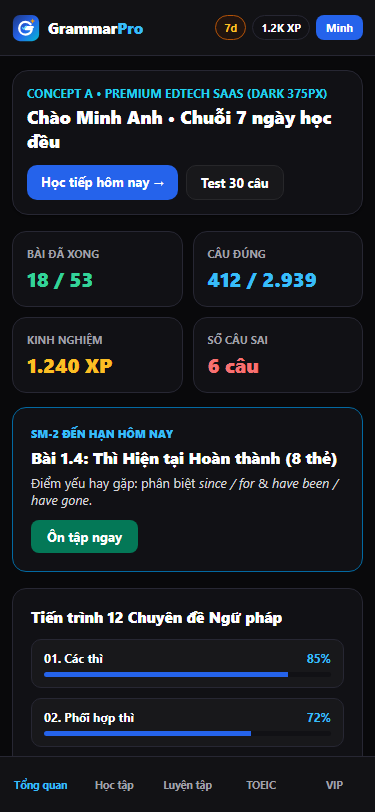 GrammarPro
7d
1.2K XP
Minh
CONCEPT A • PREMIUM EDTECH SAAS (DARK 375PX)
Chào Minh Anh • Chuỗi 7 ngày học
đều
Học tiếp hôm nay →
Test 30 câu
BÀI ĐÃ XONG
18 / 53
CÂU ĐÚNG
412 / 2.939
KINH NGHIỆM
1.240 XP
SỔ CÂU SAI
6 câu
SM-2 ĐẾN HẠN HÔM NAY
Bài 1.4: Thì Hiện tại Hoàn thành (8 thẻ)
Điểm yếu hay gặp: phân biệt since / for & have been /
have gone.
Ôn tập ngay
Tiến trình 12 Chuyên đề Ngữ pháp
01. Các thì
85%
02. Phối hợp thì
72%
Tổng quan
Học tập
Luyện tập
TOEIC
VIP